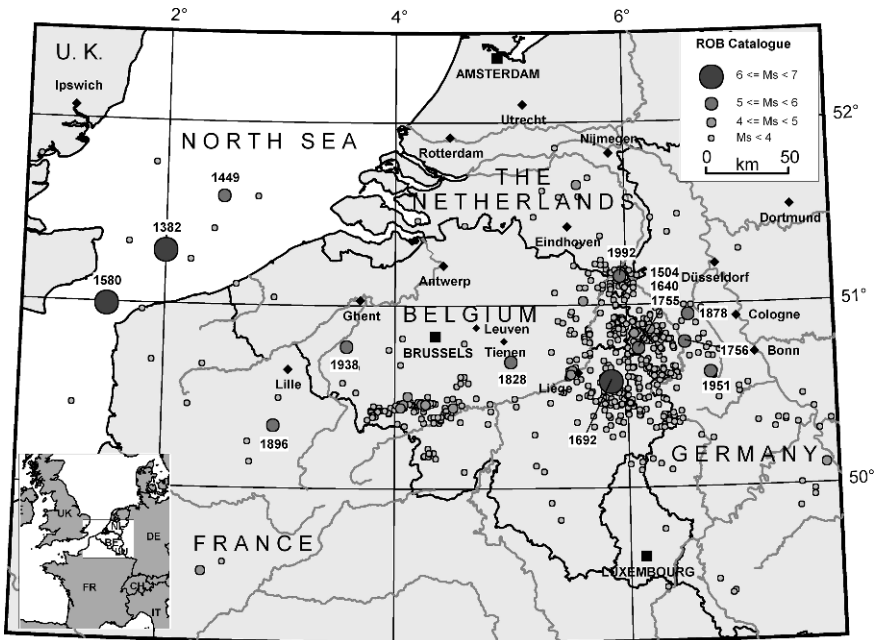 2°
4°
6°
U. K.
Ipswich
AMSTERDAM
ROB Catalogue
6 <= Ms < 7
5 <= Ms < 6
4 <= Ms < 5
Ms < 4
0 50
km
52°
Utrecht
NORTH SEA
Rotterdam
Nijmegen
1449
THE
NETHERLANDS
Dortmund
1382
Eindhoven
1992
1504
1640
1755
Düsseldorf
1580
Antwerp
51°
Ghent
BELGIUM
1878
Cologne
Leuven
BRUSSELS
Tienen
1756
Bonn
1938
Lille
1828
Liège
1951
1896
1692
GERMANY
50°
FRANCE
LUXEMBOURG
UK
NL
DE
BE
LU
FR
CH
IT